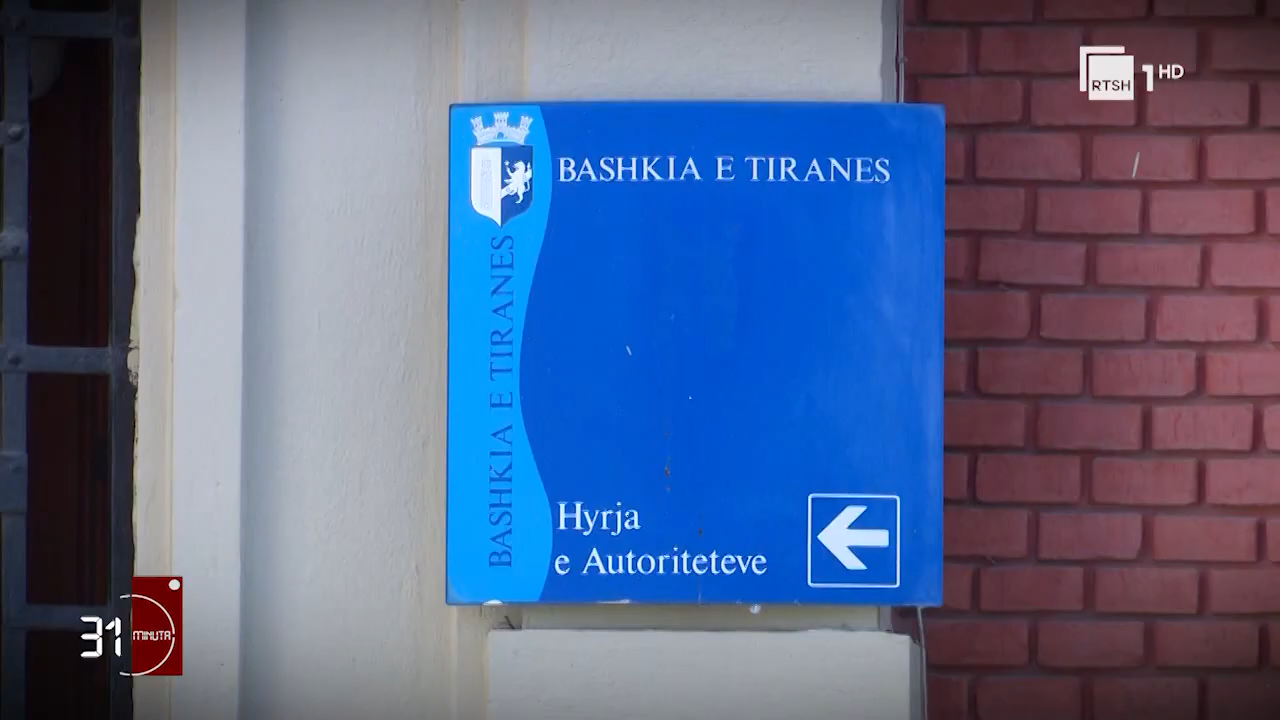 RTSH 1 HD
BASHKIA E TIRANES
BASHKIA E TIRANES
Hyrja
e Autoriteteve
31 MINUTA